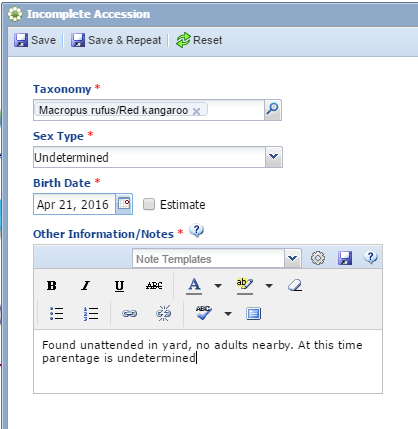 Incomplete Accession
Save Save & Repeat Reset
Taxonomy *
Macropus rufus/Red kangaroo
Sex Type *
Undetermined
Birth Date *
Apr 21, 2016 Estimate
Other Information/Notes *
Note Templates
B I U ABC A ab
ABC
Found unattended in yard, no adults nearby. At this time
parentage is undetermined